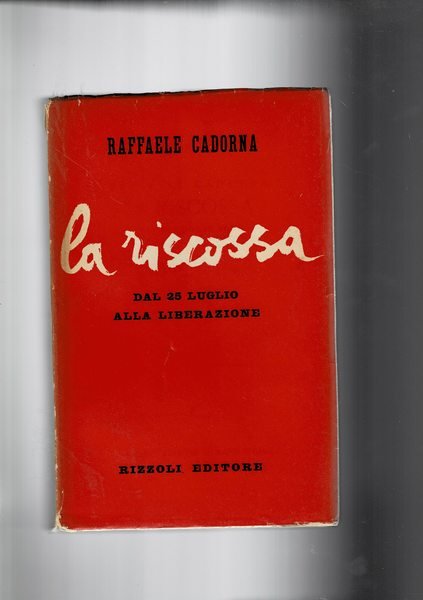 RAFFAELE CADORNA
la riscossa
DAL 25 LUGLIO
ALLA LIBERAZIONE
RIZZOLI EDITORE